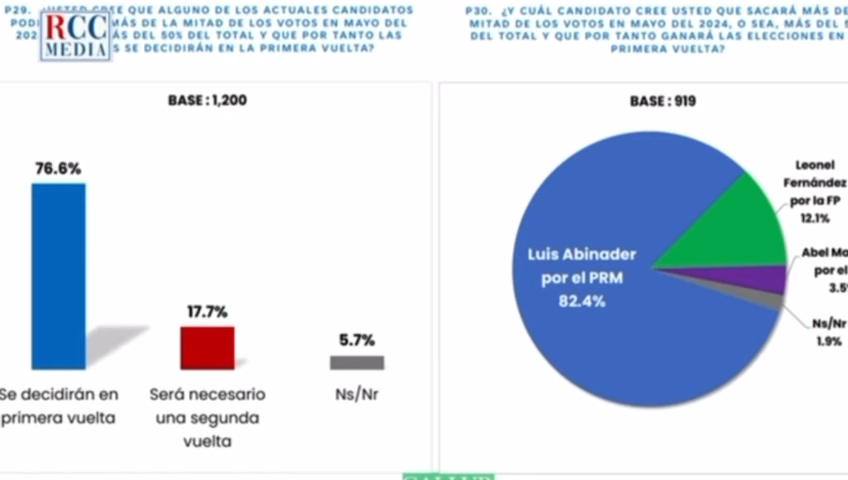 P29. ¿USTED CREE QUE ALGUNO DE LOS ACTUALES CANDIDATOS
MÁS DE LA MITAD DE LOS VOTOS EN MAYO DEL
MÁS DEL 50% DEL TOTAL Y QUE POR TANTO LAS
SE DECIDIRÁN EN LA PRIMERA VUELTA?
RCC
MEDIA
BASE : 1,200
76.6%
17.7%
5.7%
Se decidirán en
primera vuelta
Será necesario
una segunda
vuelta
Ns/Nr
P30. ¿Y CUÁL CANDIDATO CREE USTED QUE SACARÁ MÁS DE
MITAD DE LOS VOTOS EN MAYO DEL 2024, O SEA, MÁS DEL
DEL TOTAL Y QUE POR TANTO GANARÁ LAS ELECCIONES EN
PRIMERA VUELTA?
BASE : 919
Luis Abinader
por el PRM
82.4%
Leonel
Fernández
por la FP
12.1%
Abel
por el
3.5
Ns/Nr
1.9%